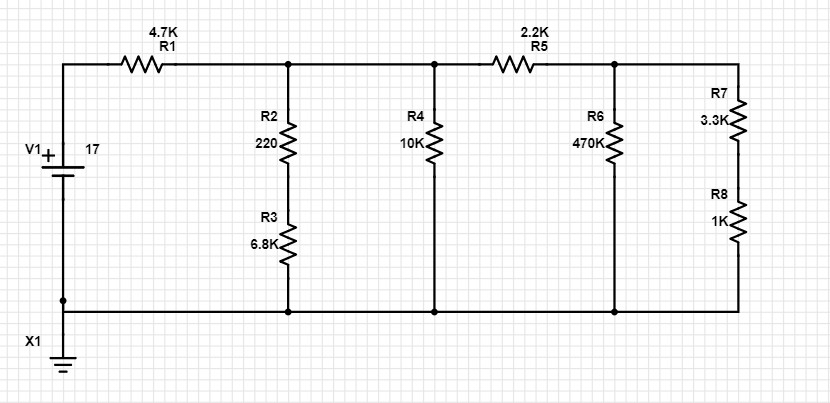 4.7K
R1
2.2K
R5
R7
3.3K
R2
220
R4
10K
R6
470K
V1
+
17
R8
1K
R3
6.8K
X1